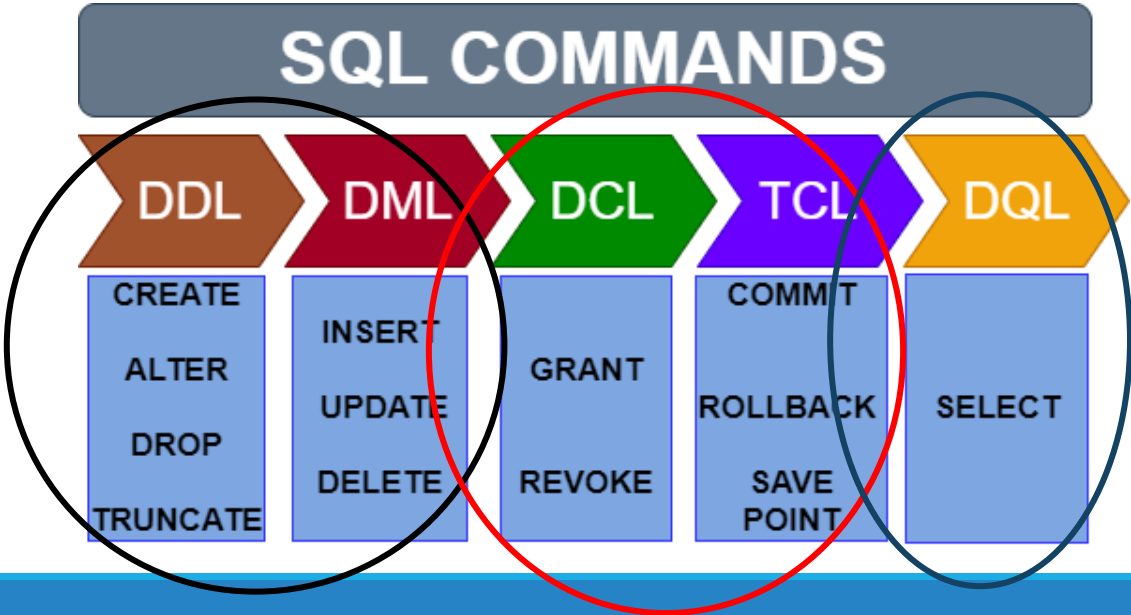 SQL COMMANDS
DDL
DML
DCL
TCL
DQL
CREATE
ALTER
DROP
TRUNCATE
INSERT
UPDATE
DELETE
GRANT
REVOKE
COMMIT
ROLLBACK
SAVE
POINT
SELECT